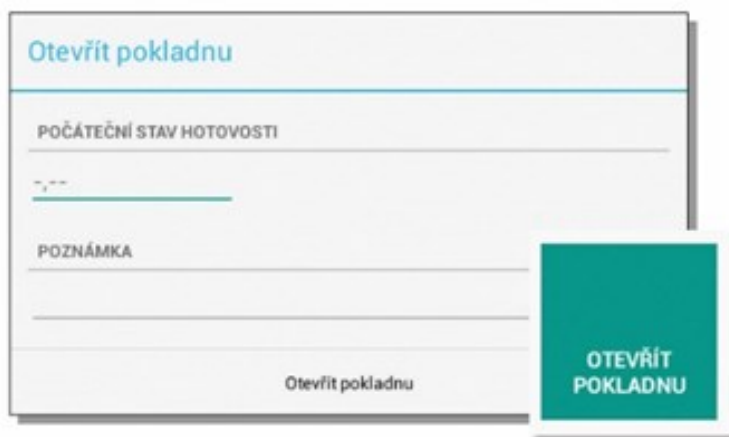 Otevřít pokladnu
POČÁTEČNÍ STAV HOTOVOSTI
-,--
POZNÁMKA
Otevřít pokladnu
OTEVŘÍT
POKLADNU